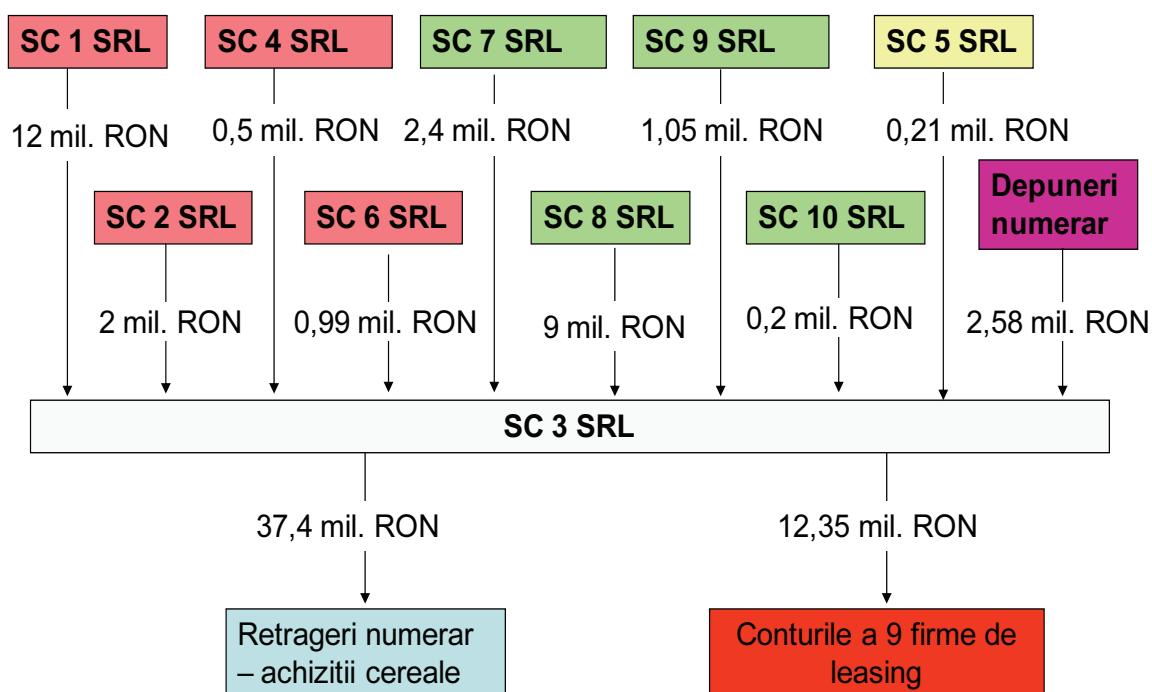 SC 1 SRL
SC 4 SRL
SC 7 SRL
SC 9 SRL
SC 5 SRL
12 mil. RON
0,5 mil. RON
2,4 mil. RON
1,05 mil. RON
0,21 mil. RON
SC 2 SRL
SC 6 SRL
SC 8 SRL
SC 10 SRL
Depuneri
numerar
2 mil. RON
0,99 mil. RON
9 mil. RON
0,2 mil. RON
2,58 mil. RON
SC 3 SRL
37,4 mil. RON
12,35 mil. RON
Retrageri numerar
– achizitii cereale
Conturile a 9 firme de
leasing